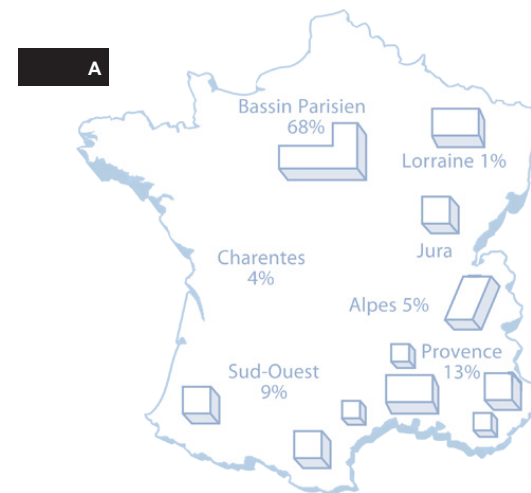 A
Bassin Parisien
68%
Lorraine 1%
Jura
Charentes
4%
Alpes 5%
Provence
13%
Sud-Ouest
9%